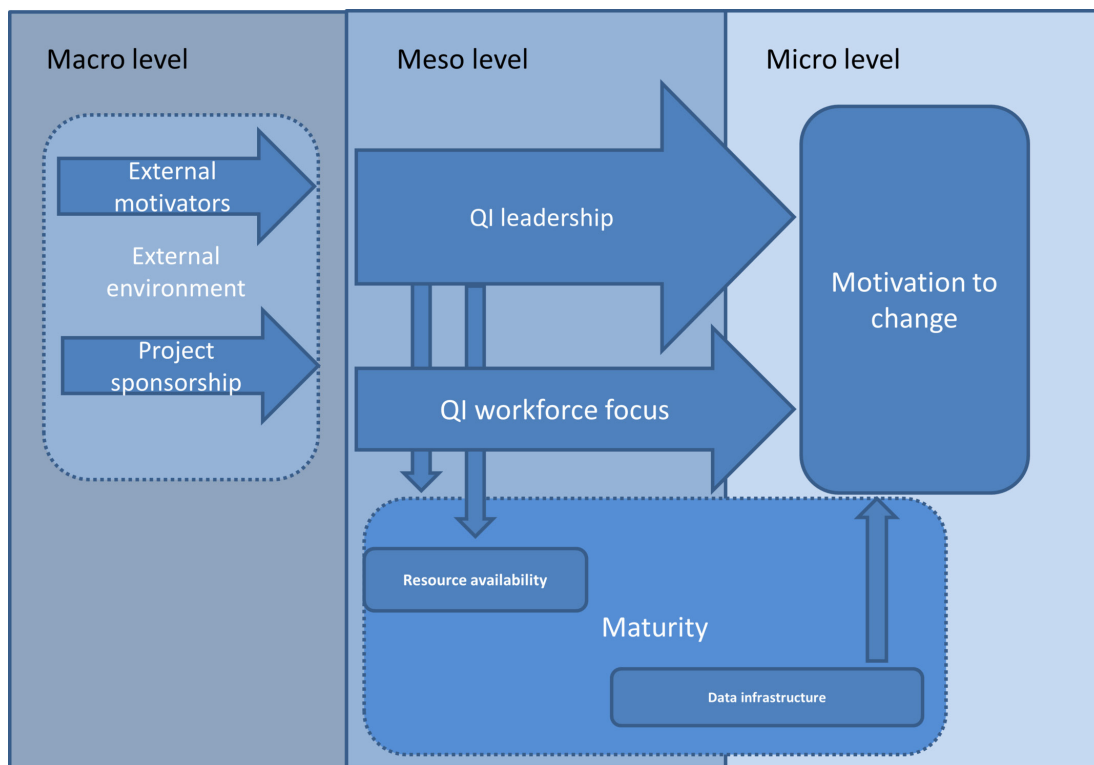 Macro level
Meso level
Micro level
External
motivators
External
environment
Project
sponsorship
QI leadership
QI workforce focus
Motivation to
change
Resource availability
Maturity
Data infrastructure